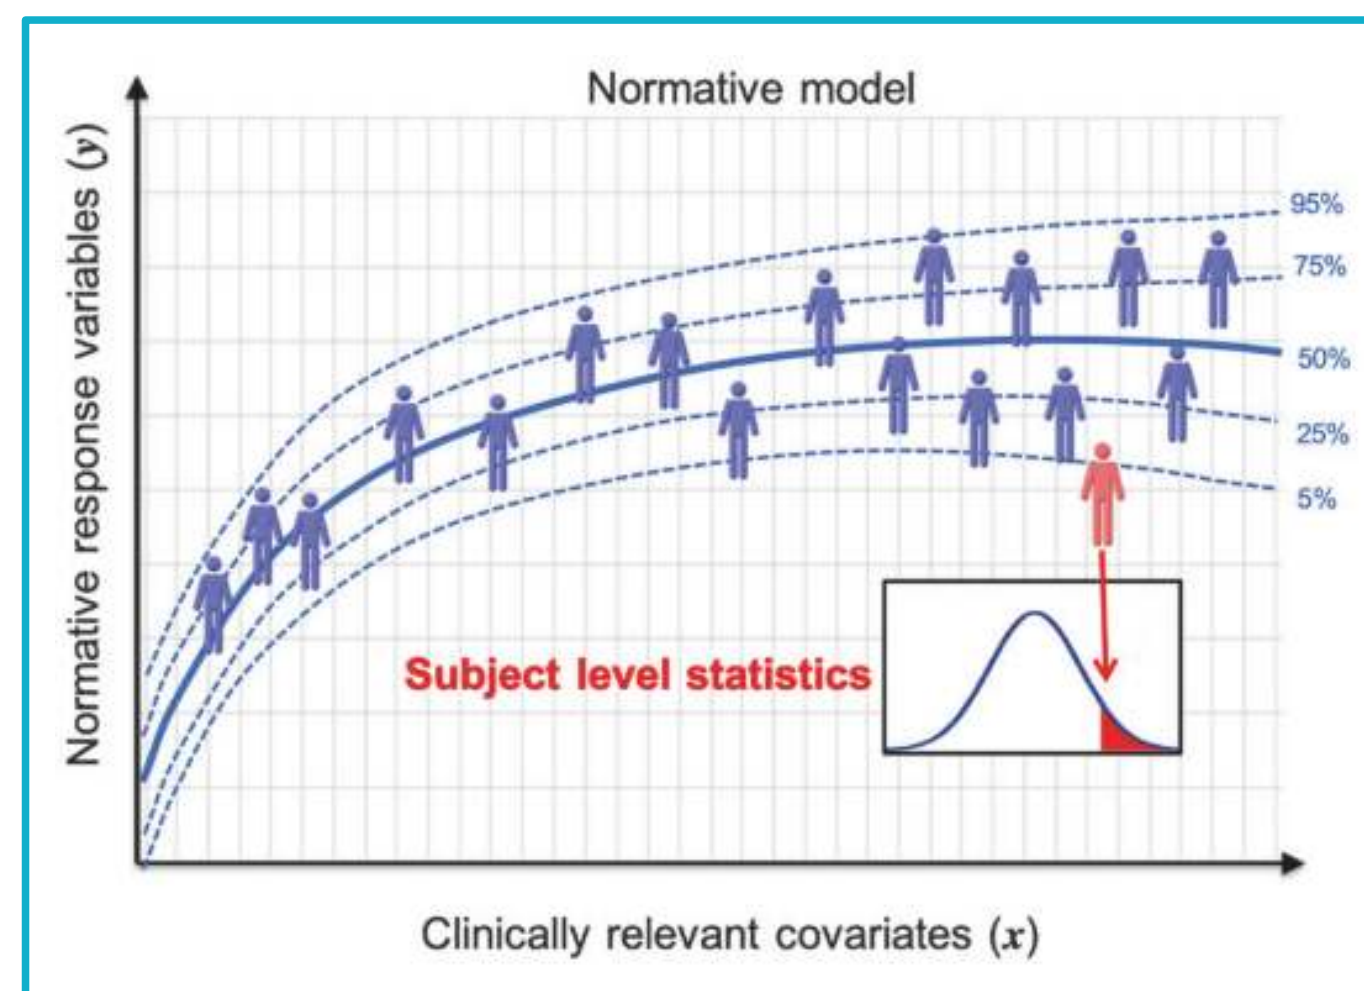 Normative model
Normative response variables (y)
95%
75%
50%
25%
5%
Subject level statistics
Clinically relevant covariates (x)